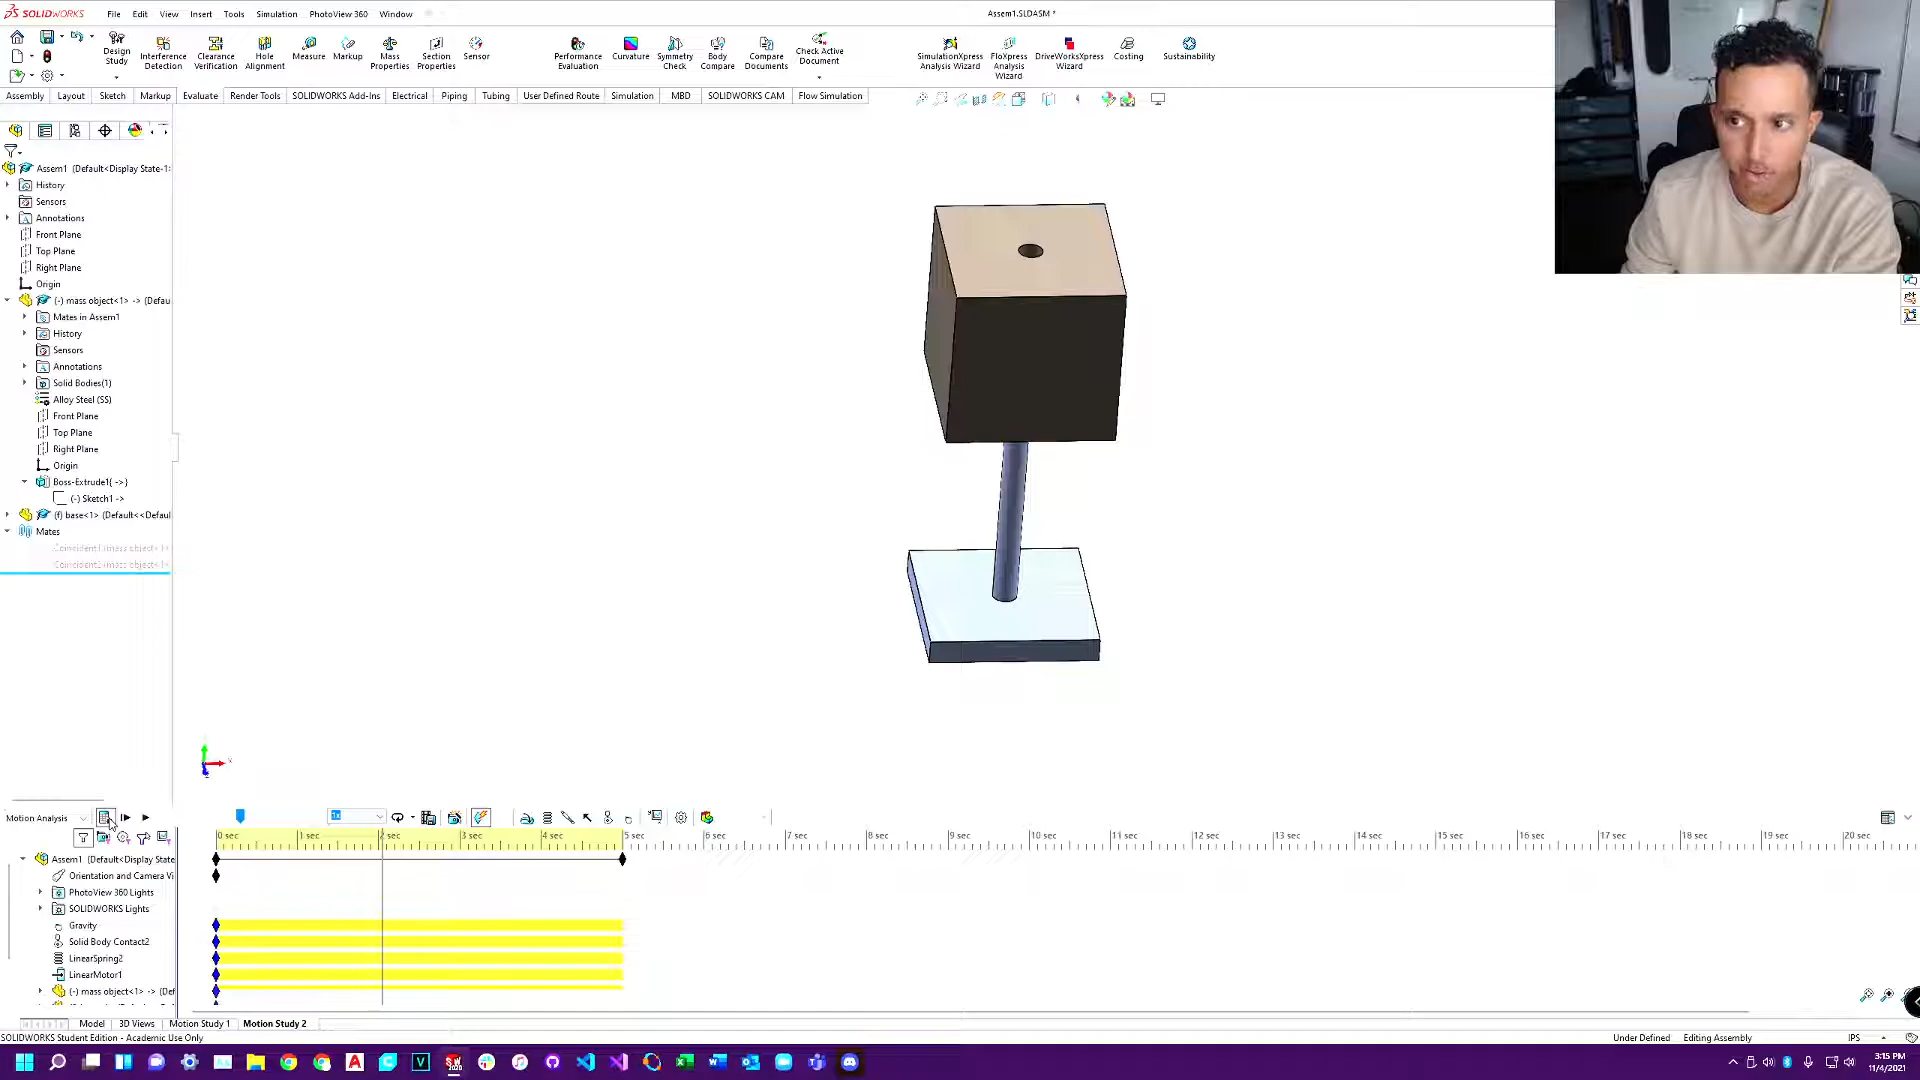 SOLIDWORKS File Edit View Insert Tools Simulation PhotoView 360 Window Assem1.SLDASM *
Design Study
Interference Detection
Clearance Verification
Hole Alignment
Measure
Markup
Mass Properties
Section Properties
Sensor
Performance Evaluation
Curvature
Symmetry Check
Body Compare
Compare Documents
Check Active Document
SimulationXpress Analysis Wizard
FloXpress Analysis Wizard
DriveWorksXpress Wizard
Costing
Sustainability
Assembly Layout Sketch Markup Evaluate Render Tools SOLIDWORKS Add-Ins Electrical Piping Tubing User Defined Route Simulation MBD SOLIDWORKS CAM Flow Simulation
Assem1 (Default<Display State-1>
History
Sensors
Annotations
Front Plane
Top Plane
Right Plane
Origin
(-) mass object<1> -> (Defau
Mates in Assem1
History
Sensors
Annotations
Solid Bodies(1)
Alloy Steel (SS)
Front Plane
Top Plane
Right Plane
Origin
Boss-Extrude1{ ->}
(-) Sketch1 ->
(f) base<1> (Default<<Defaul
Mates
Coincident1 (mass object<1>
Coincident2 (mass object<1>
Motion Analysis
1x
0 sec 1 sec 2 sec 3 sec 4 sec 5 sec 6 sec 7 sec 8 sec 9 sec 10 sec 11 sec 12 sec 13 sec 14 sec 15 sec 16 sec 17 sec 18 sec 19 sec 20 sec
Assem1 (Default<Display State
Orientation and Camera Vi
PhotoView 360 Lights
SOLIDWORKS Lights
Gravity
Solid Body Contact2
LinearSpring2
LinearMotor1
(-) mass object<1> -> (Def
Model 3D Views Motion Study 1 Motion Study 2
SOLIDWORKS Student Edition - Academic Use Only Under Defined Editing Assembly IPS
3:15 PM
11/4/2021